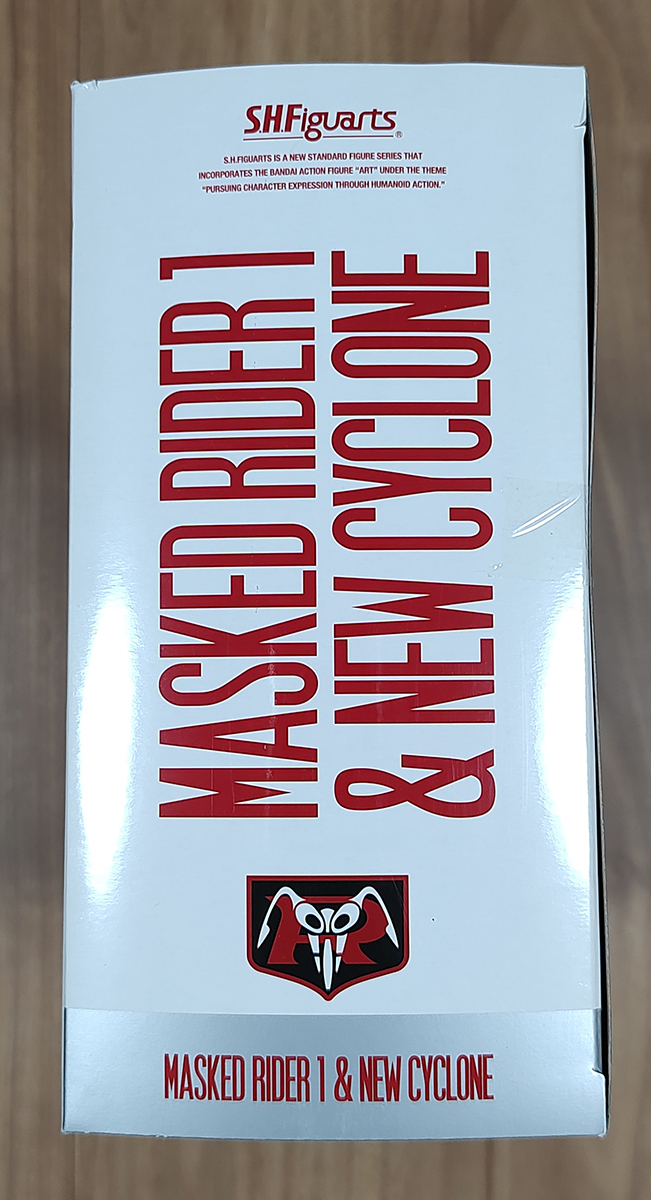 S.H.Figuarts®
S.H.FIGUARTS IS A NEW STANDARD FIGURE SERIES THAT
INCORPORATES THE BANDAI ACTION FIGURE "ART" UNDER THE THEME
"PURSUING CHARACTER EXPRESSION THROUGH HUMANOID ACTION."
MASKED RIDER 1
& NEW CYCLONE
R
MASKED RIDER 1 & NEW CYCLONE